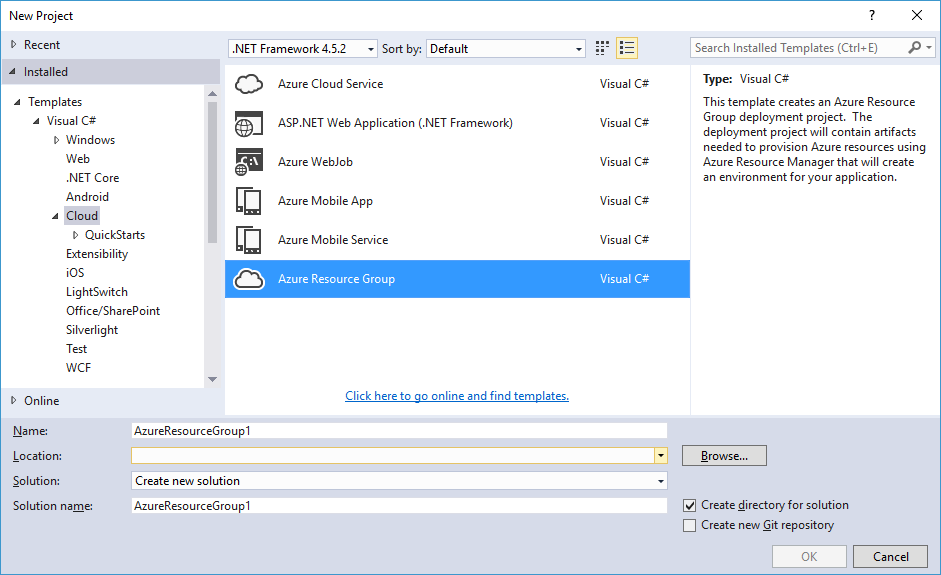 New Project
?
Recent
.NET Framework 4.5.2
Sort by:
Default
Search Installed Templates (Ctrl+E)
Installed
Templates
Visual C#
Windows
Web
.NET Core
Android
Cloud
QuickStarts
Extensibility
iOS
LightSwitch
Office/SharePoint
Silverlight
Test
WCF
Online
Azure Cloud Service
Visual C#
ASP.NET Web Application (.NET Framework)
Visual C#
C:\
Azure WebJob
Visual C#
Azure Mobile App
Visual C#
Azure Mobile Service
Visual C#
Azure Resource Group
Visual C#
Click here to go online and find templates.
Type: Visual C#
This template creates an Azure Resource
Group deployment project. The
deployment project will contain artifacts
needed to provision Azure resources using
Azure Resource Manager that will create
an environment for your application.
Name:
AzureResourceGroup1
Location:
Browse...
Solution:
Create new solution
Solution name:
AzureResourceGroup1
Create directory for solution
Create new Git repository
OK
Cancel